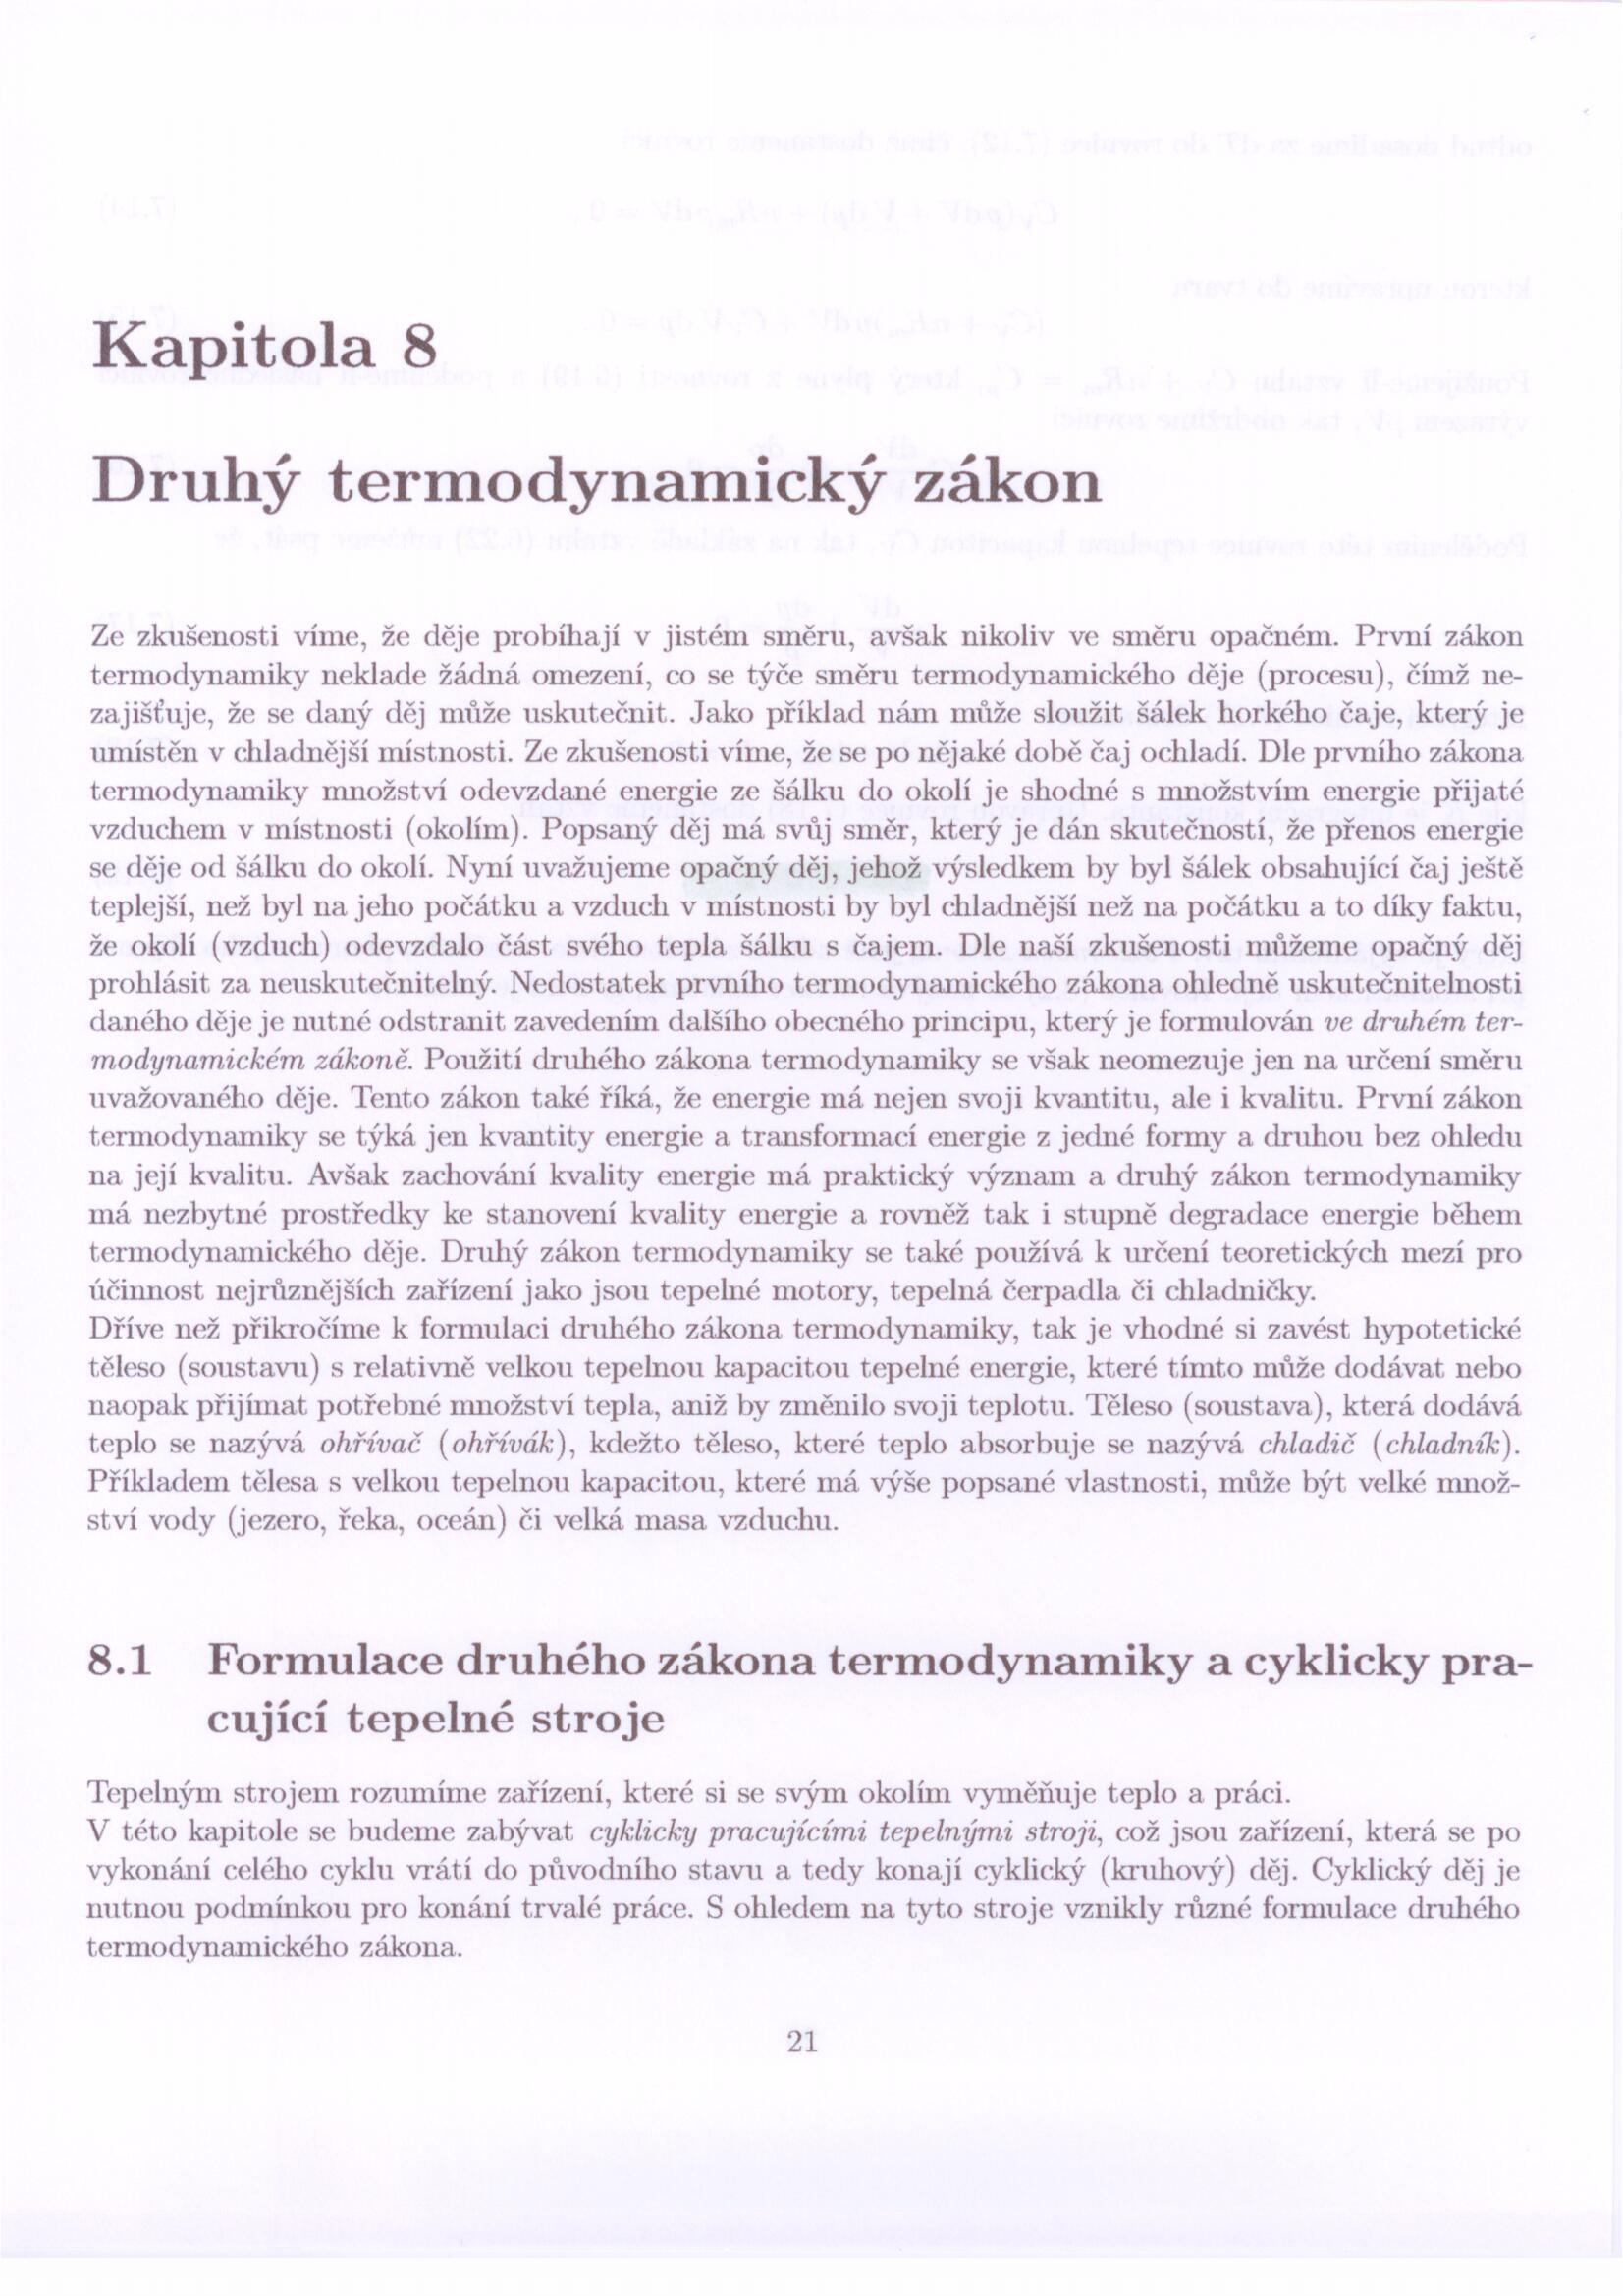 Kapitola 8
Druhý termodynamický zákon
Ze zkušenosti víme, že děje probíhají v jistém směru, avšak nikoliv ve směru opačném. První zákon
termodynamiky neklade žádná omezení, co se týče směru termodynamického děje (procesu), čímž ne-
zajišťuje, že se daný děj může uskutečnit. Jako příklad nám může sloužit šálek horkého čaje, který je
umístěn v chladnější místnosti. Ze zkušenosti víme, že se po nějaké době čaj ochladí. Dle prvního zákona
termodynamiky množství odevzdané energie ze šálku do okolí je shodné s množstvím energie přijaté
vzduchem v místnosti (okolím). Popsaný děj má svůj směr, který je dán skutečností, že přenos energie
se děje od šálku do okolí. Nyní uvažujeme opačný děj, jehož výsledkem by byl šálek obsahující čaj ještě
teplejší, než byl na jeho počátku a vzduch v místnosti by byl chladnější než na počátku a to díky faktu,
že okolí (vzduch) odevzdalo část svého tepla šálku s čajem. Dle naší zkušenosti můžeme opačný děj
prohlásit za neuskutečnitelný. Nedostatek prvního termodynamického zákona ohledně uskutečnitelnosti
daného děje je nutné odstranit zavedením dalšího obecného principu, který je formulován ve druhém ter-
modynamickém zákoně. Použití druhého zákona termodynamiky se však neomezuje jen na určení směru
uvažovaného děje. Tento zákon také říká, že energie má nejen svoji kvantitu, ale i kvalitu. První zákon
termodynamiky se týká jen kvantity energie a transformací energie z jedné formy a druhou bez ohledu
na její kvalitu. Avšak zachování kvality energie má praktický význam a druhý zákon termodynamiky
má nezbytné prostředky ke stanovení kvality energie a rovněž tak i stupně degradace energie během
termodynamického děje. Druhý zákon termodynamiky se také používá k určení teoretických mezí pro
účinnost nejrůznějších zařízení jako jsou tepelné motory, tepelná čerpadla či chladničky.
Dříve než přikročíme k formulaci druhého zákona termodynamiky, tak je vhodné si zavést hypotetické
těleso (soustavu) s relativně velkou tepelnou kapacitou tepelné energie, které tímto může dodávat nebo
naopak přijímat potřebné množství tepla, aniž by změnilo svoji teplotu. Těleso (soustava), která dodává
teplo se nazývá ohřívač (ohřívák), kdežto těleso, které teplo absorbuje se nazývá chladič (chladník).
Příkladem tělesa s velkou tepelnou kapacitou, které má výše popsané vlastnosti, může být velké množ-
ství vody (jezero, řeka, oceán) či velká masa vzduchu.
8.1 Formulace druhého zákona termodynamiky a cyklicky pra-
cující tepelné stroje
Tepelným strojem rozumíme zařízení, které si se svým okolím vyměňuje teplo a práci.
V této kapitole se budeme zabývat cyklicky pracujícími tepelnými stroji, což jsou zařízení, která se po
vykonání celého cyklu vrátí do původního stavu a tedy konají cyklický (kruhový) děj. Cyklický děj je
nutnou podmínkou pro konání trvalé práce. S ohledem na tyto stroje vznikly různé formulace druhého
termodynamického zákona.
21